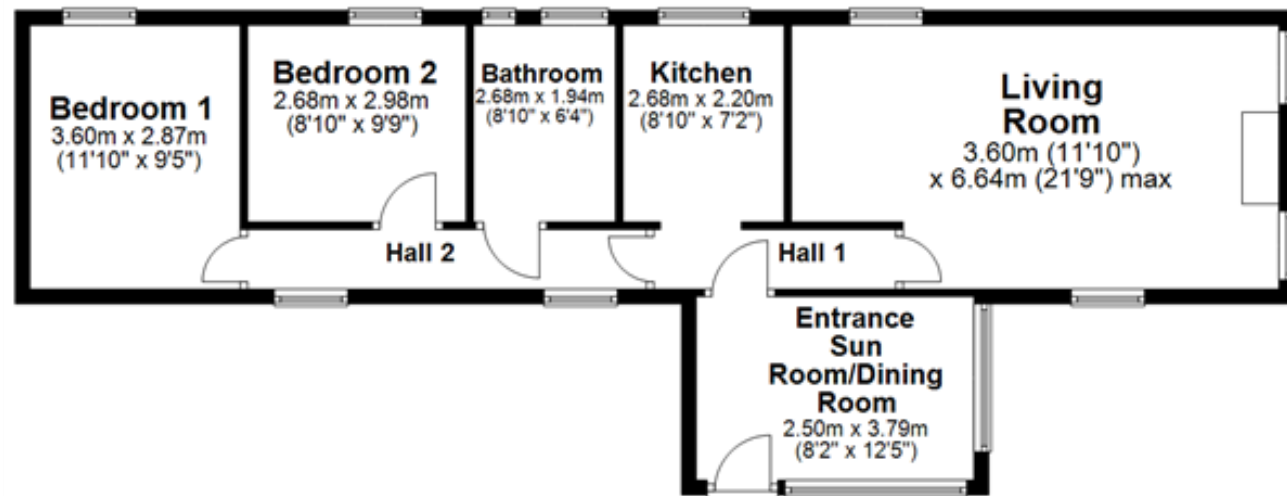 Bedroom 1
3.60m x 2.87m
(11'10" x 9'5")
Bedroom 2
2.68m x 2.98m
(8'10" x 9'9")
Bathroom
2.68m x 1.94m
(8'10" x 6'4")
Kitchen
2.68m x 2.20m
(8'10" x 7'2")
Living
Room
3.60m (11'10")
x 6.64m (21'9") max
Hall 2
Hall 1
Entrance
Sun
Room/Dining
Room
2.50m x 3.79m
(8'2" x 12'5")